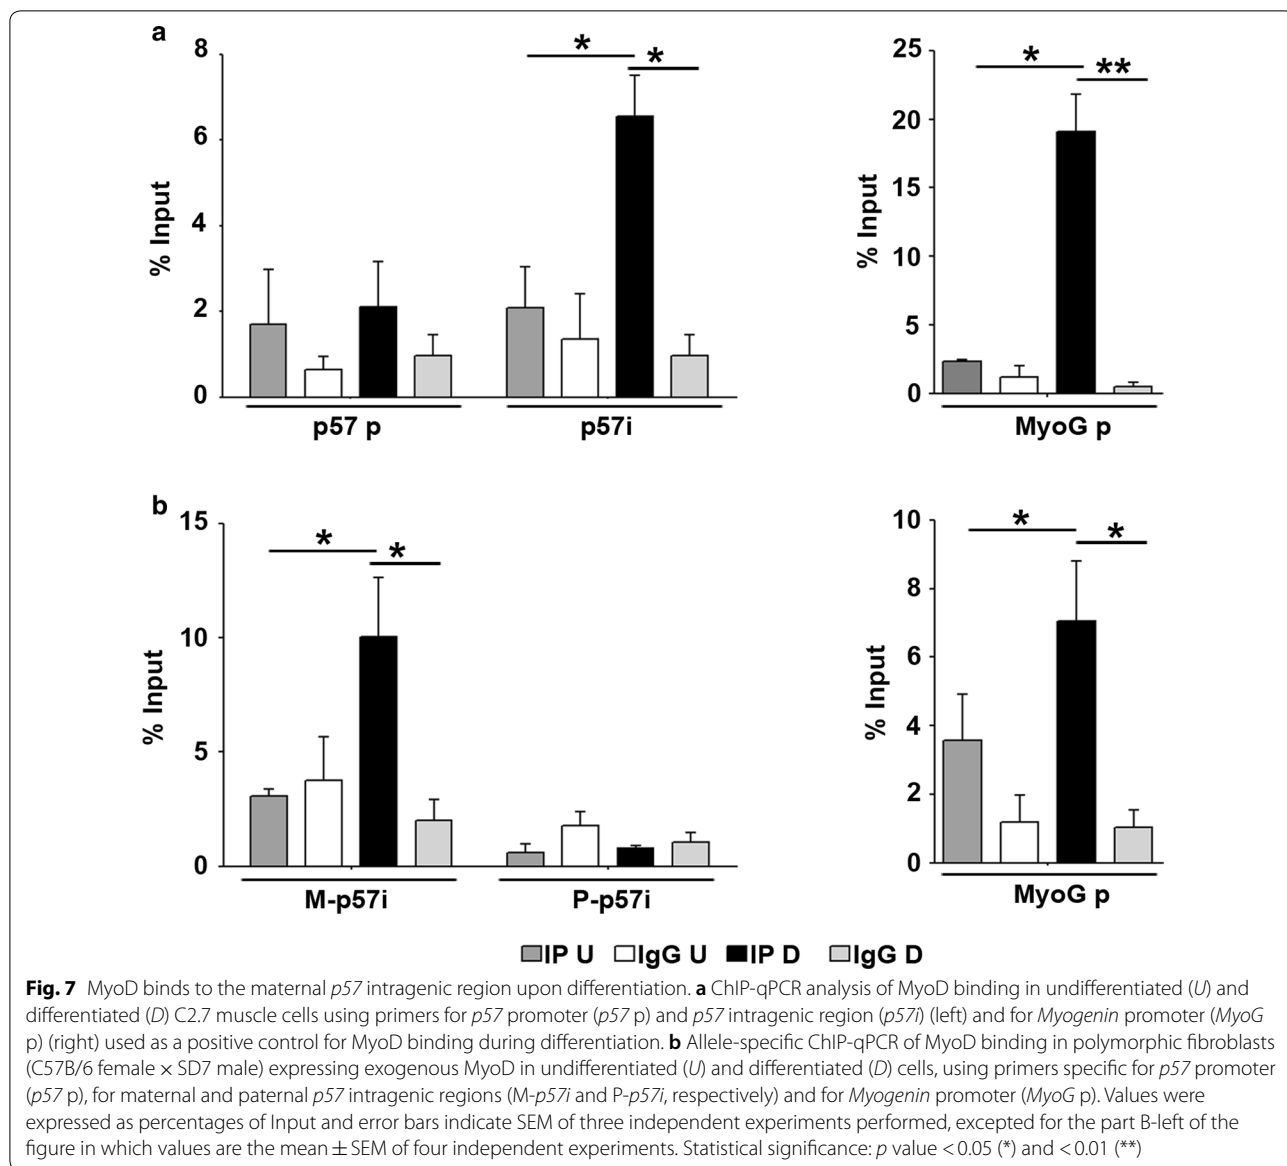 a
8
6
4
2
0
% Input
* *
p57 p p57i
25
20
15
10
5
0
% Input
* **
MyoG p
b
15
10
5
0
% Input
* *
M-p57i P-p57i
10
8
6
4
2
0
% Input
* *
MyoG p
IP U IgG U IP D IgG D
Fig. 7 MyoD binds to the maternal p57 intragenic region upon differentiation. a ChIP-qPCR analysis of MyoD binding in undifferentiated (U) and
differentiated (D) C2.7 muscle cells using primers for p57 promoter (p57 p) and p57 intragenic region (p57i) (left) and for Myogenin promoter (MyoG
p) (right) used as a positive control for MyoD binding during differentiation. b Allele-specific ChIP-qPCR of MyoD binding in polymorphic fibroblasts
(C57B/6 female × SD7 male) expressing exogenous MyoD in undifferentiated (U) and differentiated (D) cells, using primers specific for p57 promoter
(p57 p), for maternal and paternal p57 intragenic regions (M-p57i and P-p57i, respectively) and for Myogenin promoter (MyoG p). Values were
expressed as percentages of Input and error bars indicate SEM of three independent experiments performed, excepted for the part B-left of the
figure in which values are the mean ± SEM of four independent experiments. Statistical significance: p value < 0.05 (*) and < 0.01 (**)